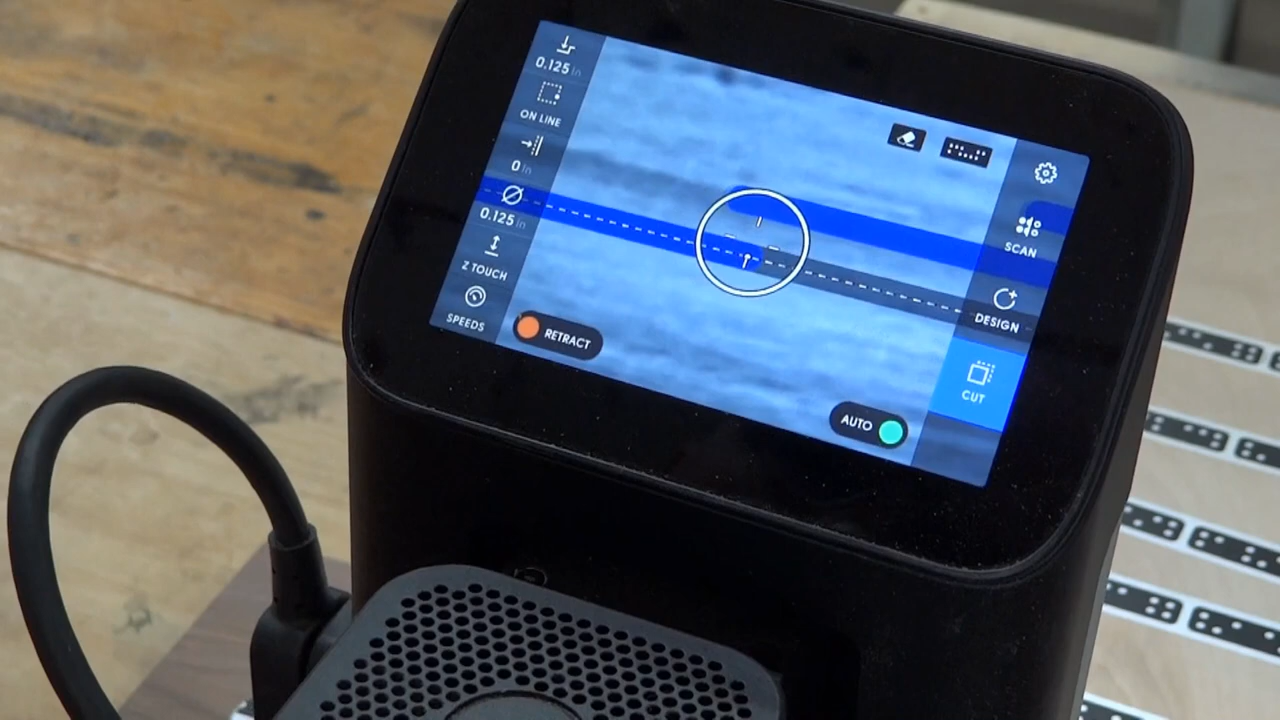 0.125 in
ON LINE
0 in
0.125 in
Z TOUCH
SPEEDS
RETRACT
AUTO
SCAN
DESIGN
CUT